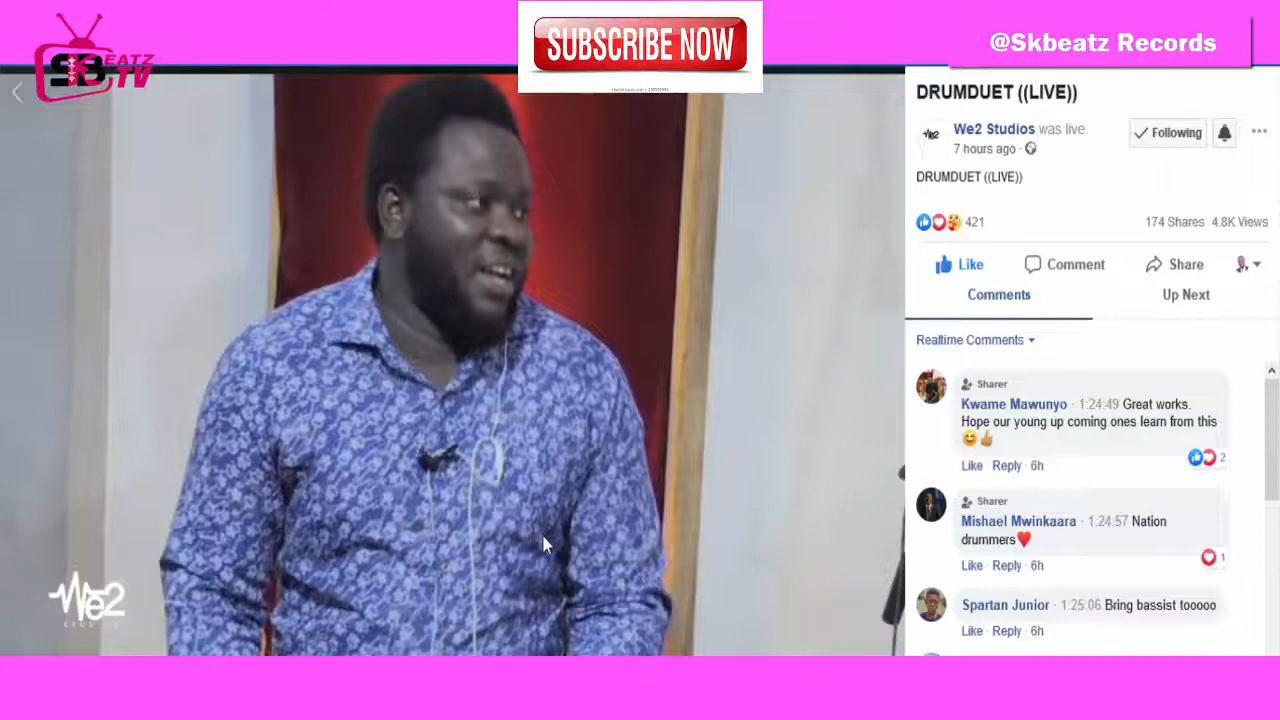 SKBEATZ
TV
SUBSCRIBE NOW
@Skbeatz Records
DRUMDUET ((LIVE))
We2 Studios was live.
7 hours ago ·
Following
DRUMDUET ((LIVE))
421
174 Shares 4.8K Views
Like Comment Share
Comments Up Next
Realtime Comments
Sharer
Kwame Mawunyo · 1:24:49 Great works.
Hope our young up coming ones learn from this
😊👍
2
Like · Reply · 6h
Sharer
Mishael Mwinkaara · 1:24:57 Nation
drummers❤️
1
Like · Reply · 6h
Spartan Junior · 1:25:06 Bring bassist tooooo
Like · Reply · 6h
We2
STUDIOS